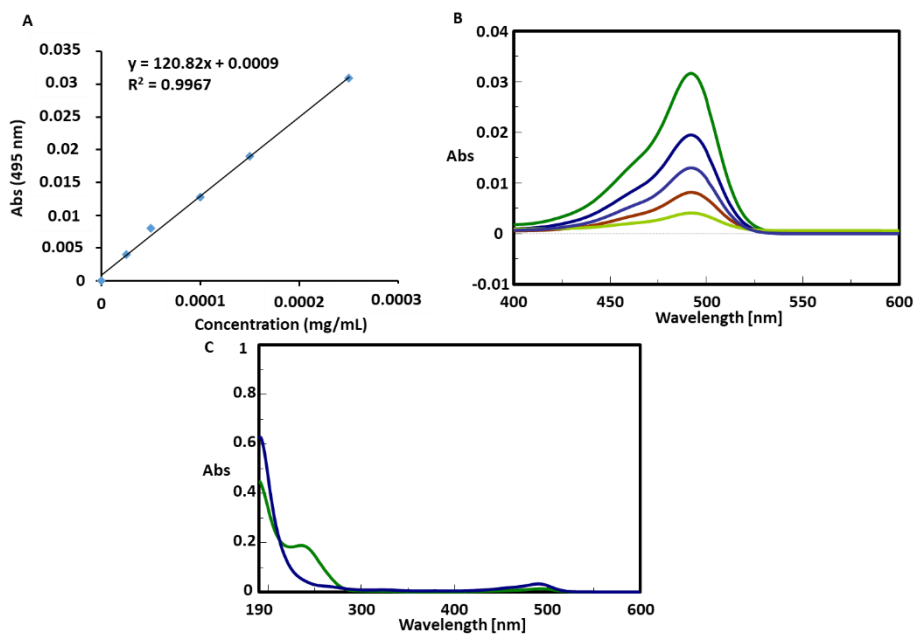 A
y = 120.82x + 0.0009
R² = 0.9967
Abs (495 nm)
0.035
0.03
0.025
0.02
0.015
0.01
0.005
0
0 0.0001 0.0002 0.0003
Concentration (mg/mL)
B
Abs
0.04
0.03
0.02
0.01
0
-0.01
400 450 500 550 600
Wavelength [nm]
C
Abs
1
0.8
0.6
0.4
0.2
0
190 300 400 500 600
Wavelength [nm]